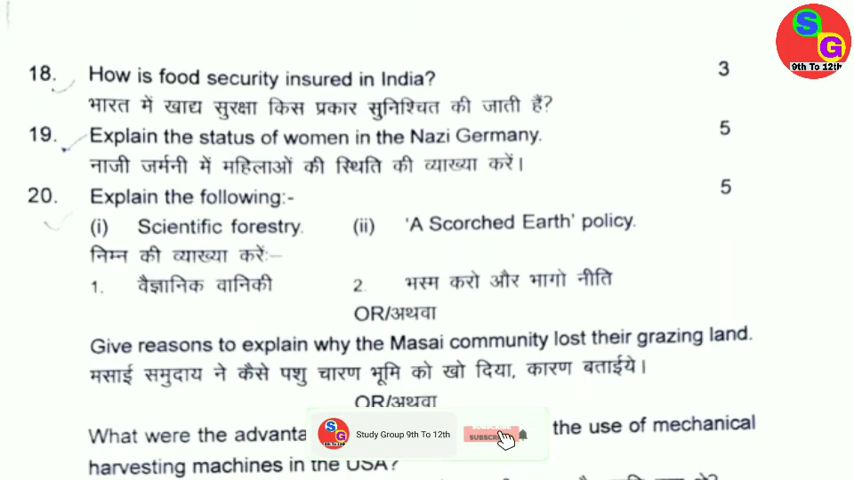 SG
9th To 12th
18. How is food security insured in India? 3
भारत में खाद्य सुरक्षा किस प्रकार सुनिश्चित की जाती हैं?
19. Explain the status of women in the Nazi Germany. 5
नाजी जर्मनी में महिलाओं की स्थिति की व्याख्या करें।
20. Explain the following:- 5
(i) Scientific forestry. (ii) 'A Scorched Earth' policy.
निम्न की व्याख्या करें:–
1. वैज्ञानिक वानिकी 2. भस्म करो और भागो नीति
OR/अथवा
Give reasons to explain why the Masai community lost their grazing land.
मसाई समुदाय ने कैसे पशु चारण भूमि को खो दिया, कारण बताईये।
OR/अथवा
What were the the use of mechanical
harvesting machines in the USA?
SG
Study Group 9th To 12th